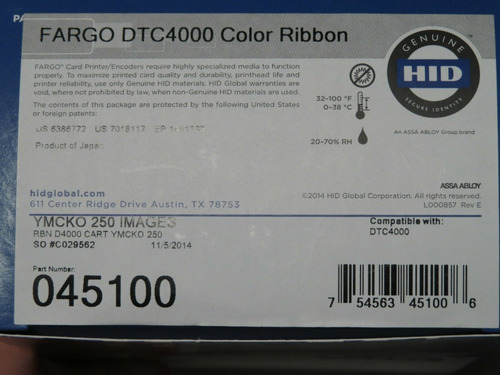 PA
FARGO DTC4000 Color Ribbon
FARGO® Card Printer/Encoders require highly specialized media to function
properly. To maximize printed card quality and durability, printhead life and
printer reliability, use only Genuine HID materials. HID Global warranties are
void, where not prohibited by law, when non-Genuine HID materials are used.
The contents of this package are protected by the following United States
or foreign patents:
US 6386772 US 7018117 EP
Product of Japan
32-100 °F
0-38 °C
20-70% RH
GENUINE
HID
SECURE IDENTITY
An ASSA ABLOY Group brand
hidglobal.com
611 Center Ridge Drive Austin, TX 78753
ASSA ABLOY
©2014 HID Global Corporation. All rights reserved.
L000857. Rev E
YMCKO 250 IMAGES
RBN D4000 CART YMCKO 250
SO #C029562 11/5/2014
Compatible with:
DTC4000
Part Number:
045100
7 54563 45100 6